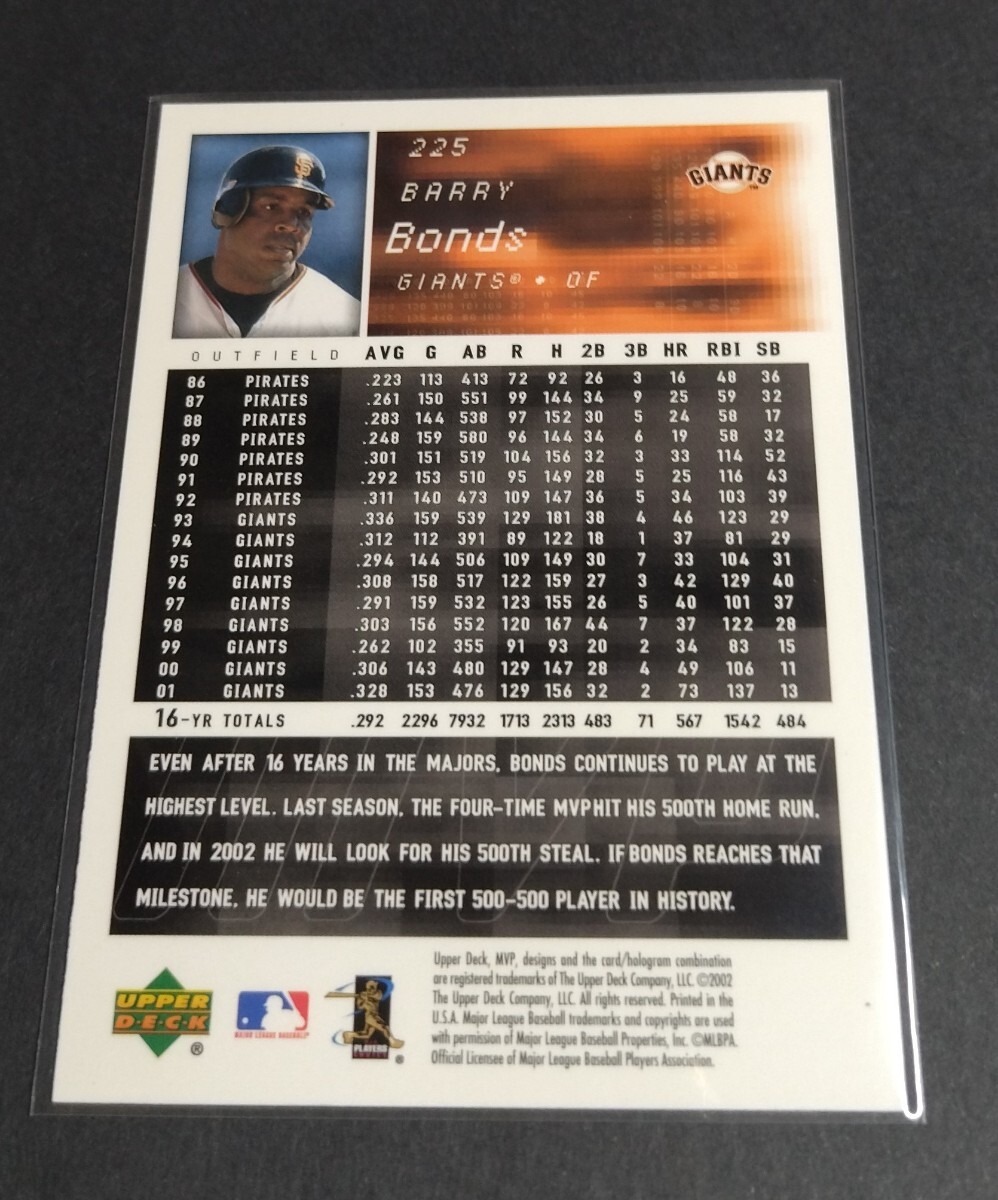 225
BARRY
Bonds
GIANTS® • OF
GIANTS
OUTFIELD AVG G AB R H 2B 3B HR RBI SB
86 PIRATES .223 113 413 72 92 26 3 16 48 36
87 PIRATES .261 150 551 99 144 34 9 25 59 32
88 PIRATES .283 144 538 97 152 30 5 24 58 17
89 PIRATES .248 159 580 96 144 34 6 19 58 32
90 PIRATES .301 151 519 104 156 32 3 33 114 52
91 PIRATES .292 153 510 95 149 28 5 25 116 43
92 PIRATES .311 140 473 109 147 36 5 34 103 39
93 GIANTS .336 159 539 129 181 38 4 46 123 29
94 GIANTS .312 112 391 89 122 18 1 37 81 29
95 GIANTS .294 144 506 109 149 30 7 33 104 31
96 GIANTS .308 158 517 122 159 27 3 42 129 40
97 GIANTS .291 159 532 123 155 26 5 40 101 37
98 GIANTS .303 156 552 120 167 44 7 37 122 28
99 GIANTS .262 102 355 91 93 20 2 34 83 15
00 GIANTS .306 143 480 129 147 28 4 49 106 11
01 GIANTS .328 153 476 129 156 32 2 73 137 13
16-YR TOTALS .292 2296 7932 1713 2313 483 71 567 1542 484
EVEN AFTER 16 YEARS IN THE MAJORS, BONDS CONTINUES TO PLAY AT THE
HIGHEST LEVEL. LAST SEASON, THE FOUR-TIME MVP HIT HIS 500TH HOME RUN,
AND IN 2002 HE WILL LOOK FOR HIS 500TH STEAL. IF BONDS REACHES THAT
MILESTONE, HE WOULD BE THE FIRST 500-500 PLAYER IN HISTORY.
UPPER
DECK®
MAJOR LEAGUE BASEBALL
PLAYERS
CHOICE®
Upper Deck, MVP, designs and the card/hologram combination
are registered trademarks of The Upper Deck Company, LLC. ©2002
The Upper Deck Company, LLC. All rights reserved. Printed in the
U.S.A. Major League Baseball trademarks and copyrights are used
with permission of Major League Baseball Properties, Inc. ©MLBPA.
Official Licensee of Major League Baseball Players Association.